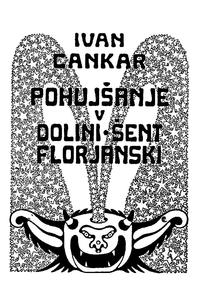 IVAN
CANKAR
POHUJŠANJE
V
DOLINI·ŠENT
FLORJANSKI